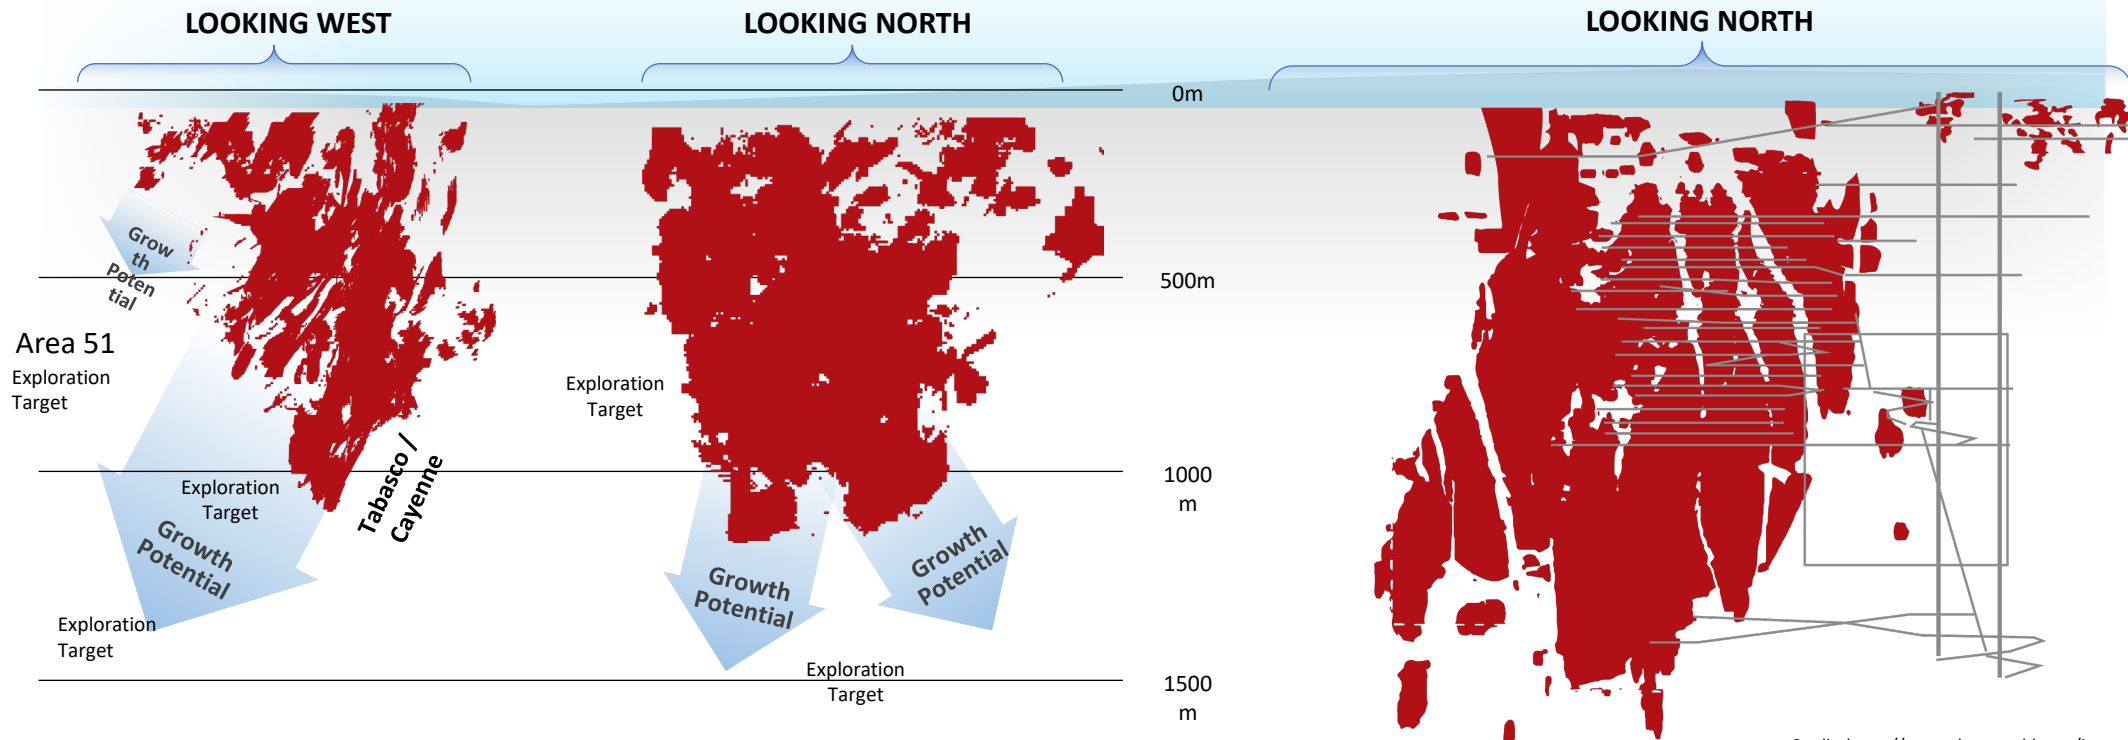 LOOKING WEST
LOOKING NORTH
LOOKING NORTH
0m
Grow
th
Poten
tial
500m
Area 51
Exploration
Target
Exploration
Target
Tabasco /
Cayenne
1000
m
Exploration
Target
Growth
Potential
Growth
Potential
Growth
Potential
Exploration
Target
Exploration
Target
1500
m